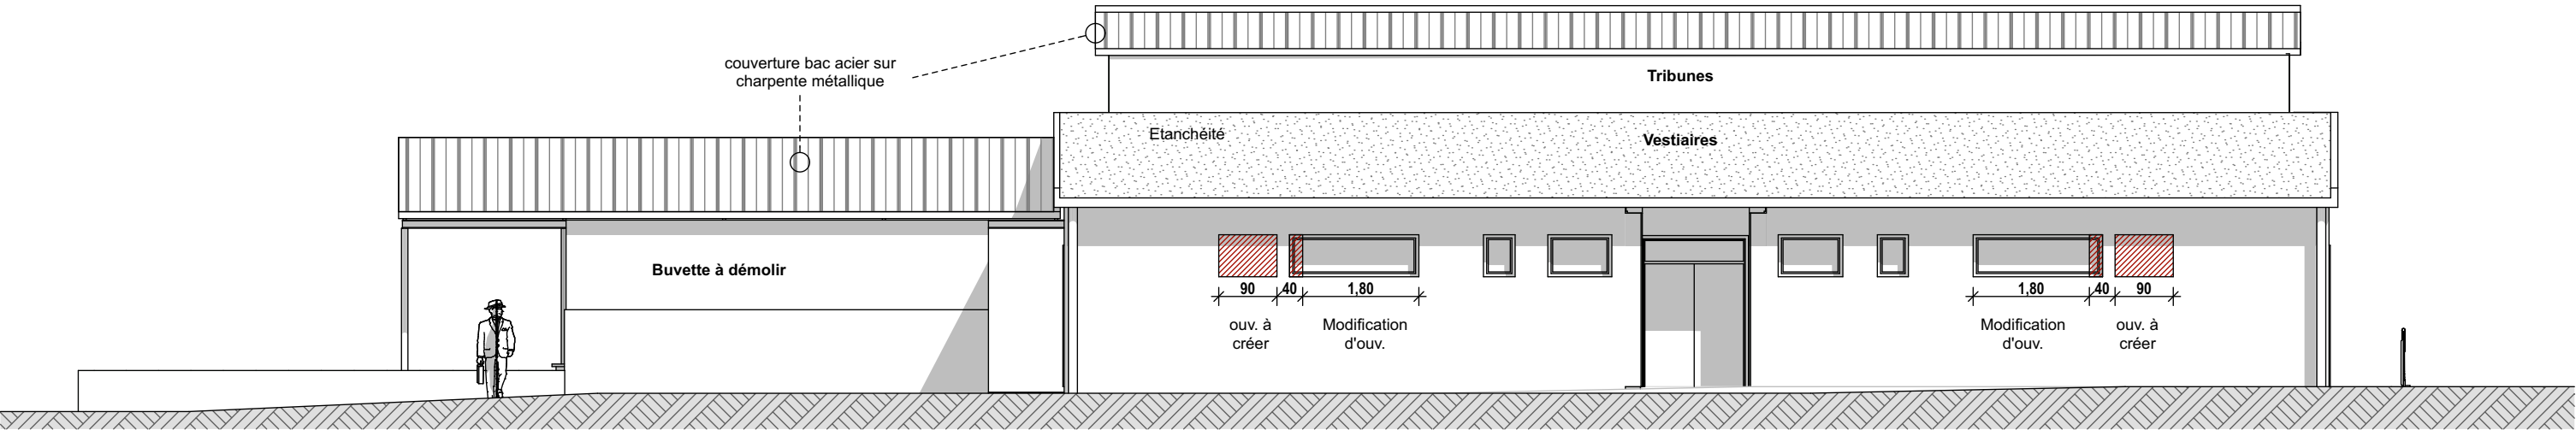 couverture bac acier sur
charpente métallique
Tribunes
Etanchéité
Vestiaires
Buvette à démolir
90
40
1,80
ouv. à
créer
Modification
d'ouv.
1,80
40
90
Modification
d'ouv.
ouv. à
créer